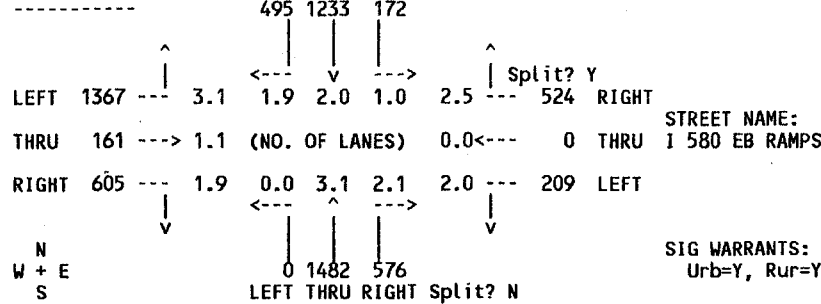 -----------            495 1233 172
^ ^
<--- v ---> | Split? Y
LEFT 1367 --- 3.1 1.9 2.0 1.0 2.5 --- 524 RIGHT
STREET NAME:
THRU 161 ---> 1.1 (NO. OF LANES) 0.0<--- 0 THRU I 580 EB RAMPS
RIGHT 605 --- 1.9 0.0 3.1 2.1 2.0 --- 209 LEFT
<--- ^ --->
v v
N SIG WARRANTS:
W + E 0 1482 576 Urb=Y, Rur=Y
S LEFT THRU RIGHT Split? N